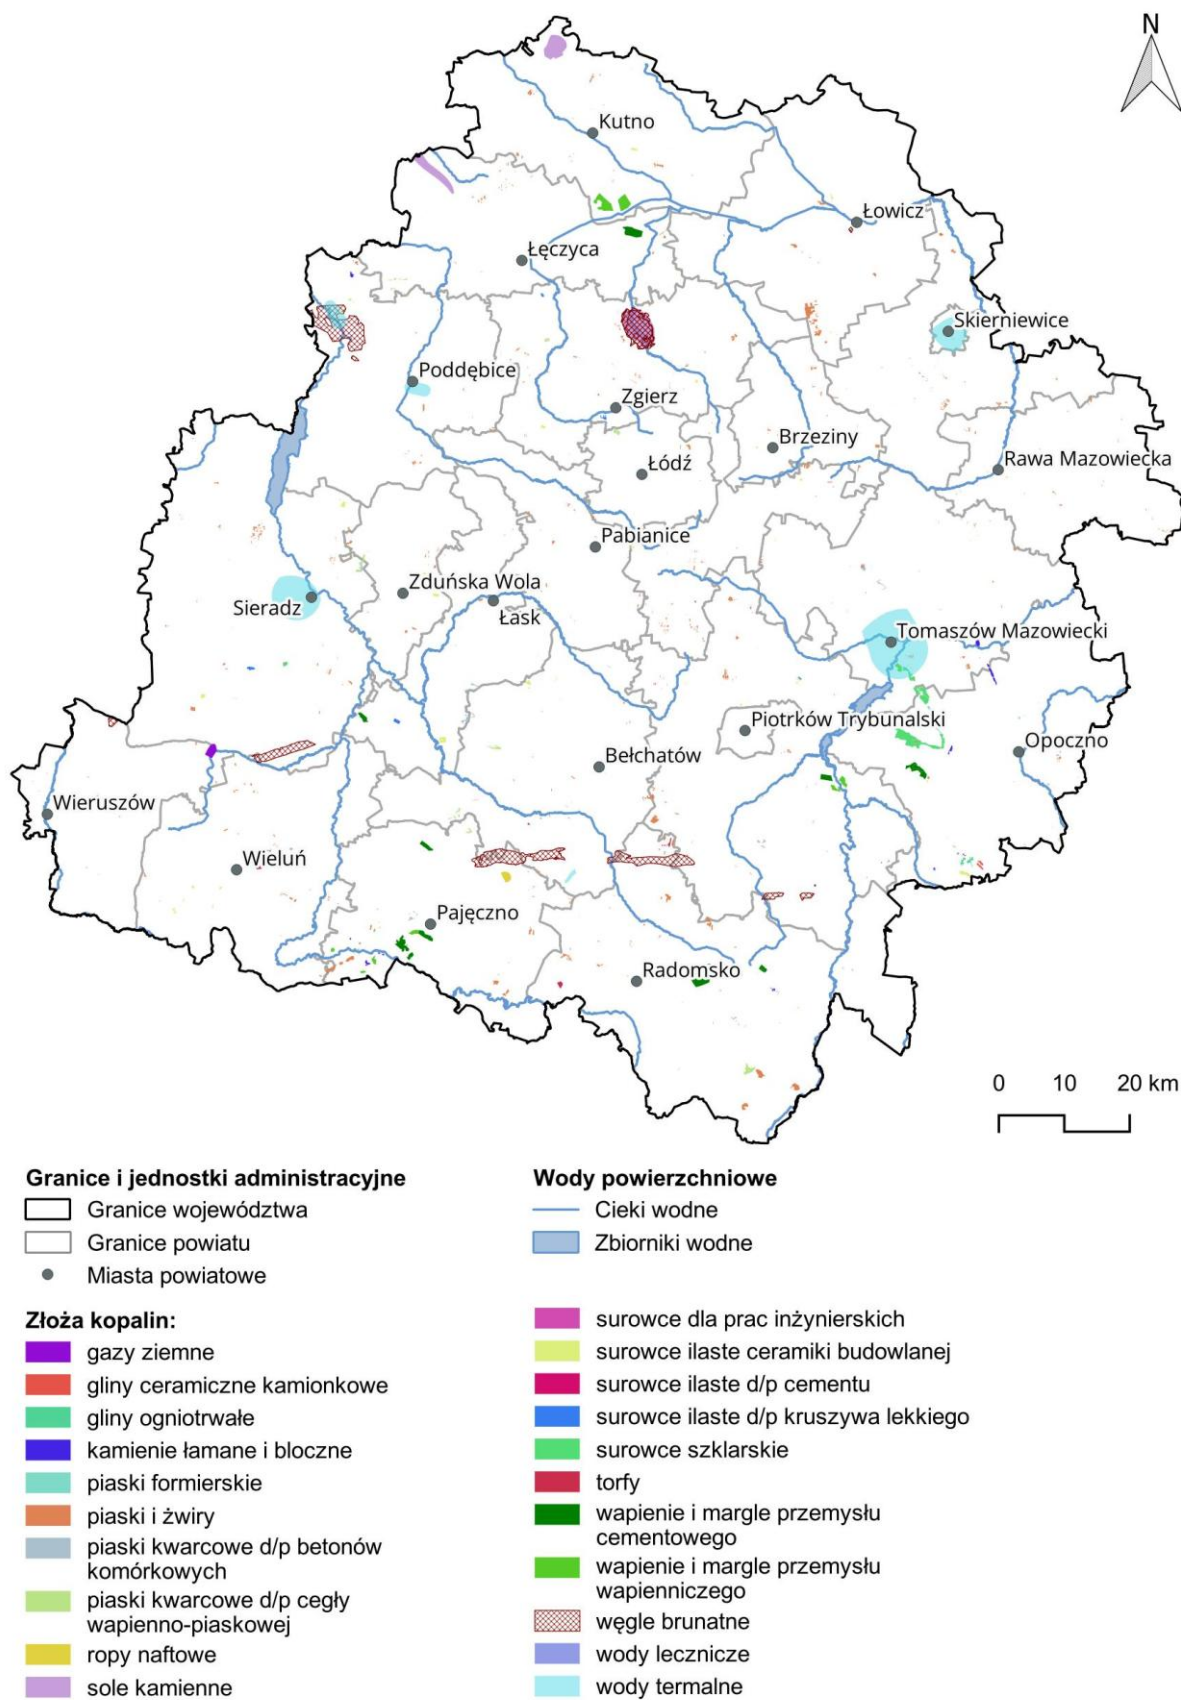 N
Kutno
Łowicz
Łęczyca
Skierniewice
Poddębice
Zgierz
Brzeziny
Łódź
Rawa Mazowiecka
Pabianice
Zduńska Wola
Sieradz
Łask
Tomaszów Mazowiecki
Piotrków Trybunalski
Opoczno
Bełchatów
Wieruszów
Wieluń
Pajęczno
Radomsko
0 10 20 km
Granice i jednostki administracyjne
Granice województwa
Granice powiatu
Miasta powiatowe
Wody powierzchniowe
Cieki wodne
Zbiorniki wodne
Złoża kopalin:
gazy ziemne
gliny ceramiczne kamionkowe
gliny ogniotrwałe
kamienie łamane i bloczne
piaski formierskie
piaski i żwiry
piaski kwarcowe d/p betonów
komórkowych
piaski kwarcowe d/p cegły
wapienno-piaskowej
ropy naftowe
sole kamienne
surowce dla prac inżynierskich
surowce ilaste ceramiki budowlanej
surowce ilaste d/p cementu
surowce ilaste d/p kruszywa lekkiego
surowce szklarskie
torfy
wapienie i margle przemysłu
cementowego
wapienie i margle przemysłu
wapienniczego
węgle brunatne
wody lecznicze
wody termalne